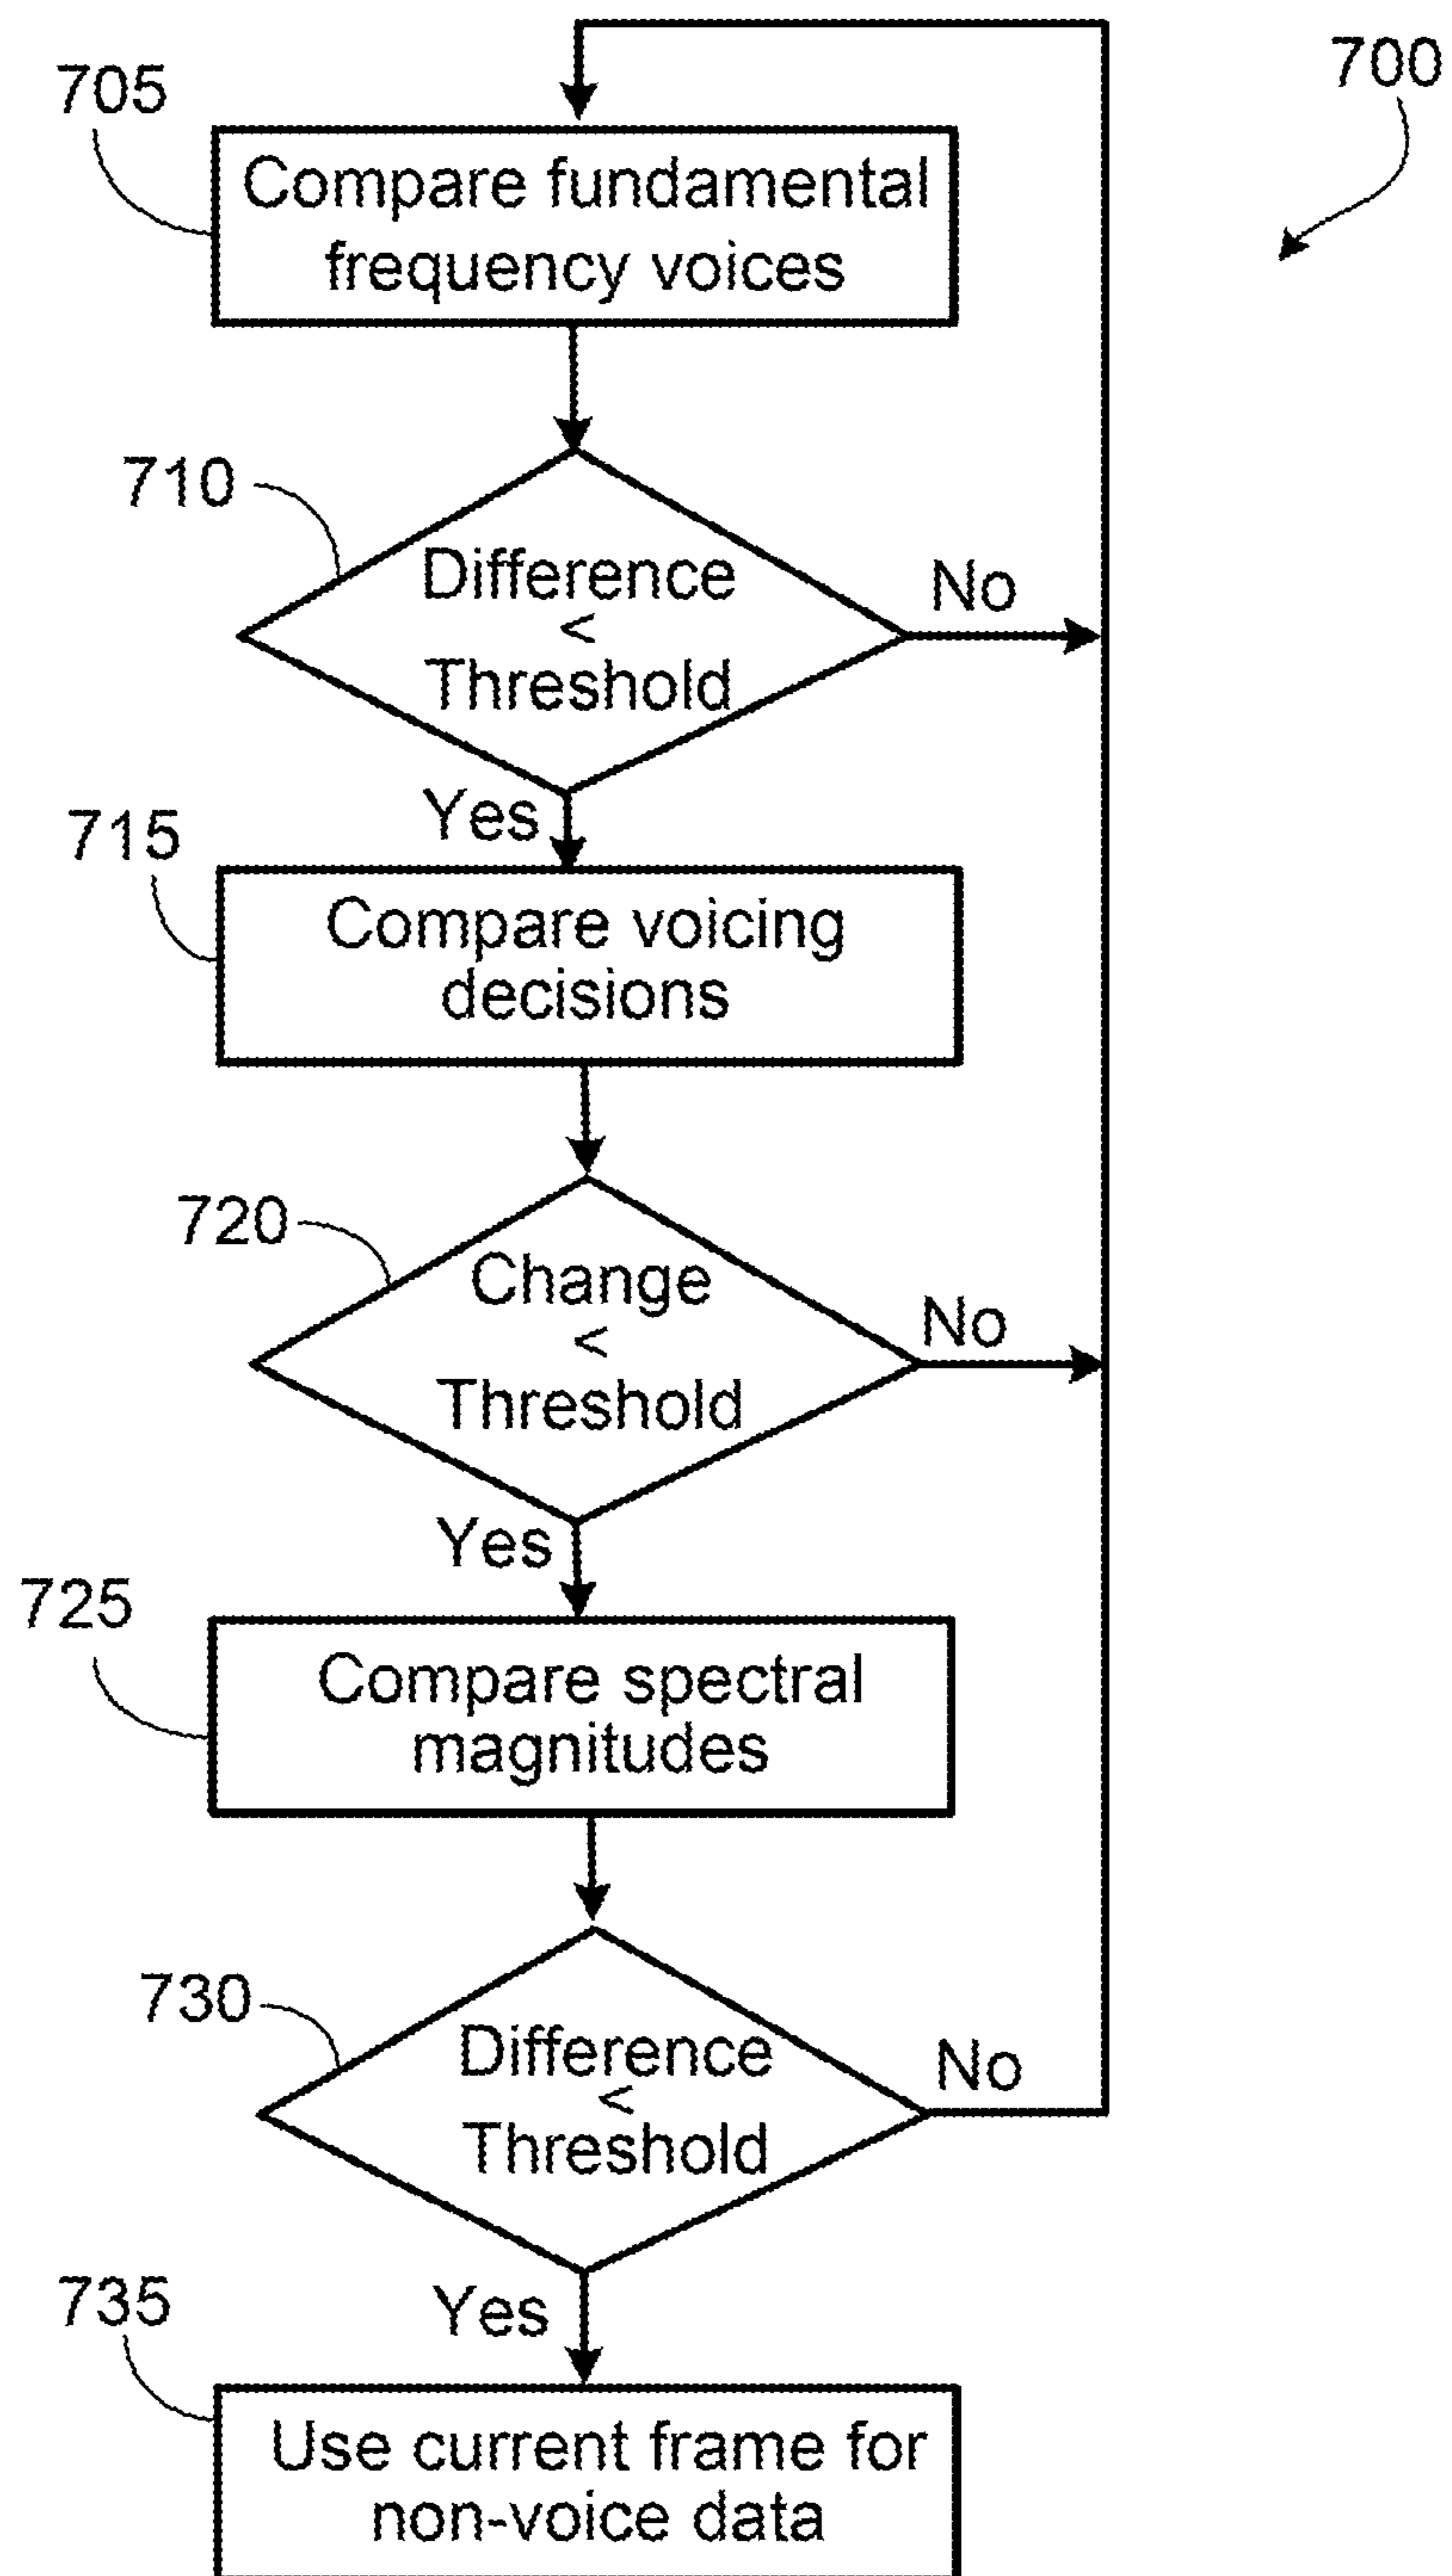 700
705
Compare fundamental
frequency voices
710
Difference
<
Threshold
No
Yes
715
Compare voicing
decisions
720
Change
<
Threshold
No
Yes
725
Compare spectral
magnitudes
730
Difference
<
Threshold
No
Yes
735
Use current frame for
non-voice data